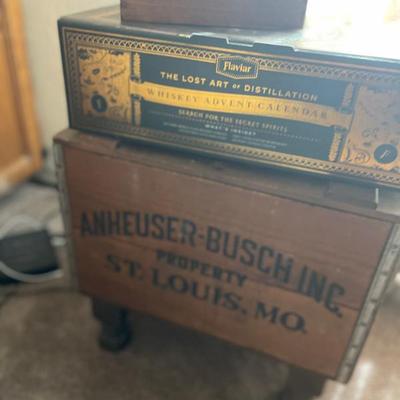 Flaviar
THE LOST ART OF DISTILLATION
WHISKEY ADVENT CALENDAR
SEARCH FOR THE SECRET SPIRITS
WHAT'S INSIDE?
ANHEUSER-BUSCH INC.
PROPERTY
ST. LOUIS, MO.